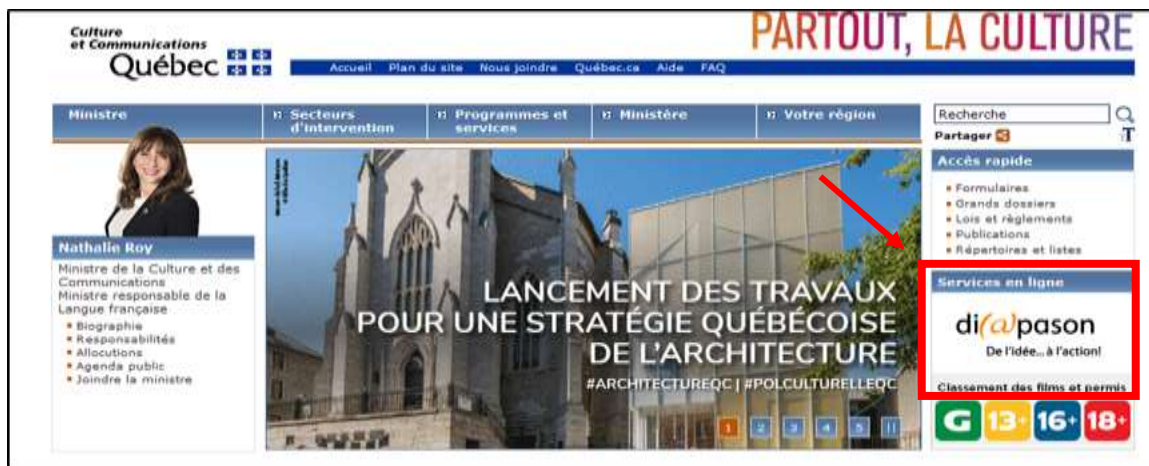 Culture
et Communications
Québec
PARTOUT, LA CULTURE
Accueil Plan du site Nous joindre Québec.ca Aide FAQ
Ministre
Secteurs d'intervention
Programmes et services
Ministère
Votre région
Recherche
Partager
T
Nathalie Roy
Ministre de la Culture et des
Communications
Ministre responsable de la
Langue française
Biographie
Responsabilités
Allocutions
Agenda public
Joindre la ministre
LANCEMENT DES TRAVAUX
POUR UNE STRATÉGIE QUÉBÉCOISE
DE L'ARCHITECTURE
#ARCHITECTUREQC | #POLCULTURELLEQC
1 2 3 4 5
Accès rapide
Formulaires
Grands dossiers
Lois et règlements
Publications
Répertoires et listes
Services en ligne
di(a)pason
De l'idée... à l'action!
Classement des films et permis
G 13+ 16+ 18+